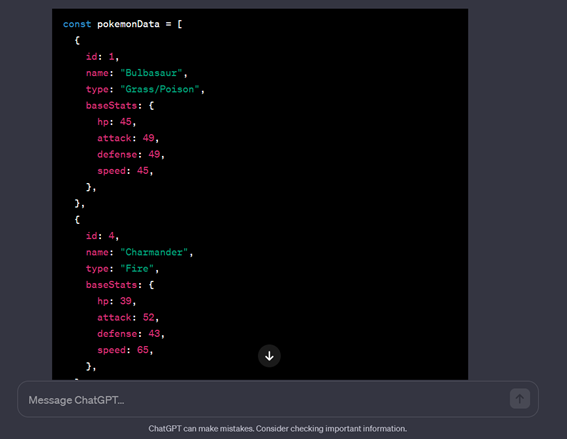 const pokemonData = [
  {
    id: 1,
    name: "Bulbasaur",
    type: "Grass/Poison",
    baseStats: {
      hp: 45,
      attack: 49,
      defense: 49,
      speed: 45,
    },
  },
  {
    id: 4,
    name: "Charmander",
    type: "Fire",
    baseStats: {
      hp: 39,
      attack: 52,
      defense: 43,
      speed: 65,
    },
Message ChatGPT...
ChatGPT can make mistakes. Consider checking important information.